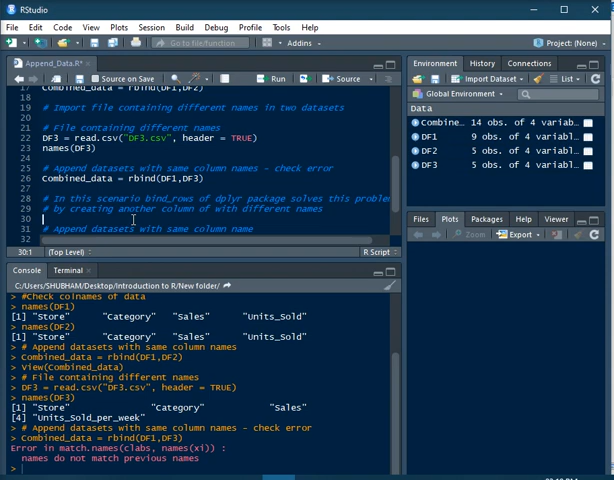 RStudio
File Edit Code View Plots Session Build Debug Profile Tools Help
Go to file/function Addins Project: (None)
Append_Data.R*
Source on Save Run Source
17 Combined_data = rbind(DF1,DF2)
18
19 # Import file containing different names in two datasets
20
21 # File containing different names
22 DF3 = read.csv("DF3.csv", header = TRUE)
23 names(DF3)
24
25 # Append datasets with same column names - check error
26 Combined_data = rbind(DF1,DF3)
27
28 # In this scenario bind_rows of dplyr package solves this proble
29 # by creating another column of with different names
30
31 # Append datasets with same column name
32
30:1 (Top Level) R Script
Console Terminal
C:/Users/SHUBHAM/Desktop/Introduction to R/New folder/
> #Check colnames of data
> names(DF1)
[1] "Store" "Category" "Sales" "Units_Sold"
> names(DF2)
[1] "Store" "Category" "Sales" "Units_Sold"
> # Append datasets with same column names
> Combined_data = rbind(DF1,DF2)
> View(Combined_data)
> # File containing different names
> DF3 = read.csv("DF3.csv", header = TRUE)
> names(DF3)
[1] "Store" "Category" "Sales"
[4] "Units_Sold_per_week"
> # Append datasets with same column names - check error
> Combined_data = rbind(DF1,DF3)
Error in match.names(clabs, names(xi)) :
names do not match previous names
>
Environment History Connections
Import Dataset List
Global Environment
Data
Combine… 14 obs. of 4 variab…
DF1 9 obs. of 4 variabl…
DF2 5 obs. of 4 variabl…
DF3 5 obs. of 4 variabl…
Files Plots Packages Help Viewer
Zoom Export